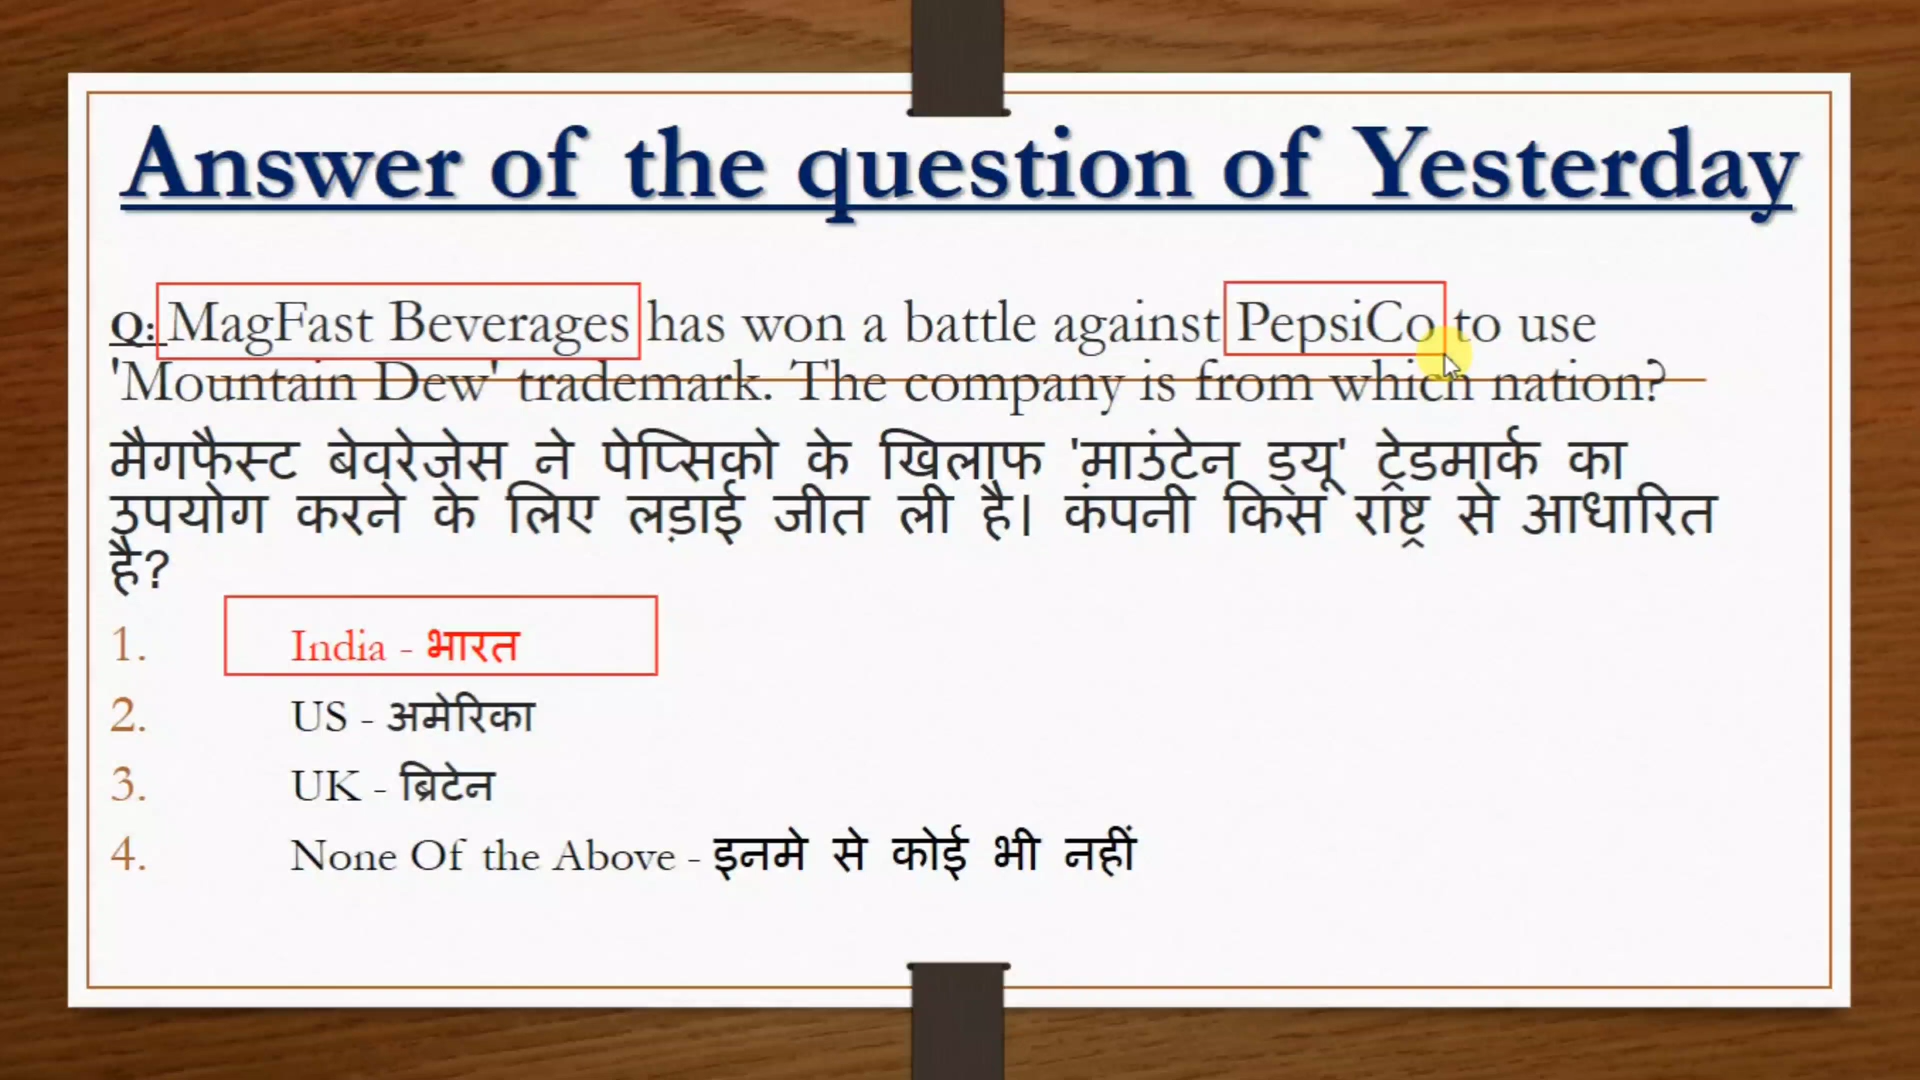 Answer of the question of Yesterday
Q: MagFast Beverages has won a battle against PepsiCo to use
'Mountain Dew' trademark. The company is from which nation?
मैगफैस्ट बेवरेजेस ने पेप्सिको के खिलाफ 'माउंटेन ड्यू' ट्रेडमार्क का
उपयोग करने के लिए लड़ाई जीत ली है। कंपनी किस राष्ट्र से आधारित
है?
1. India - भारत
2. US - अमेरिका
3. UK - ब्रिटेन
4. None Of the Above - इनमे से कोई भी नहीं